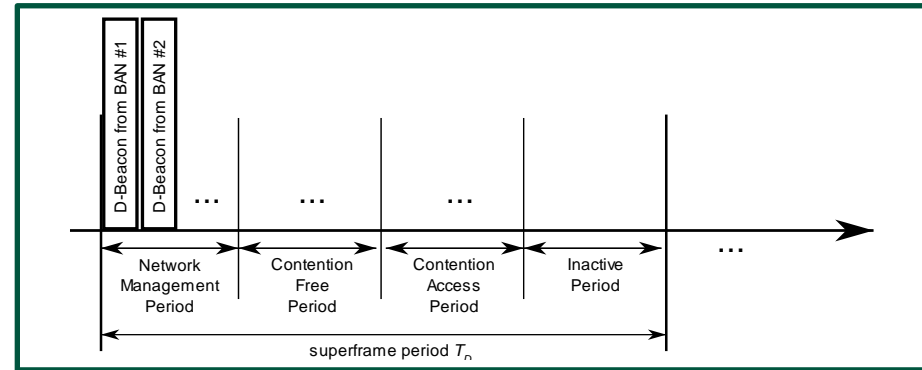 D-Beacon from BAN #1
D-Beacon from BAN #2
...
...
...
...
Network
Management
Period
Contention
Free
Period
Contention
Access
Period
Inactive
Period
superframe period T_D